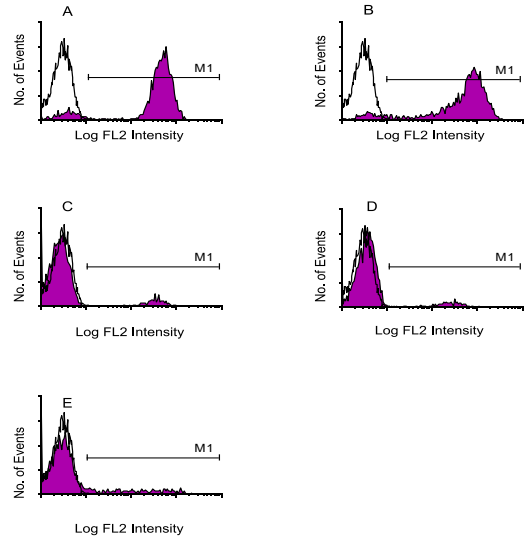 A
B
No. of Events
M1
Log FL2 Intensity
No. of Events
M1
Log FL2 Intensity
C
D
No. of Events
M1
Log FL2 Intensity
No. of Events
M1
Log FL2 Intensity
E
No. of Events
M1
Log FL2 Intensity